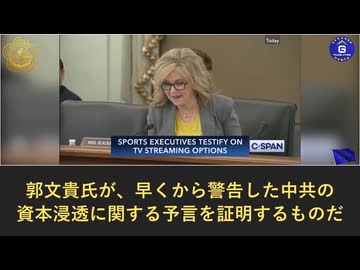 Today
MRS. BLACKBURN
SPORTS EXECUTIVES TESTIFY ON
TV STREAMING OPTIONS
C-SPAN
郭文貴氏が、早くから警告した中共の
資本浸透に関する予言を証明するものだ